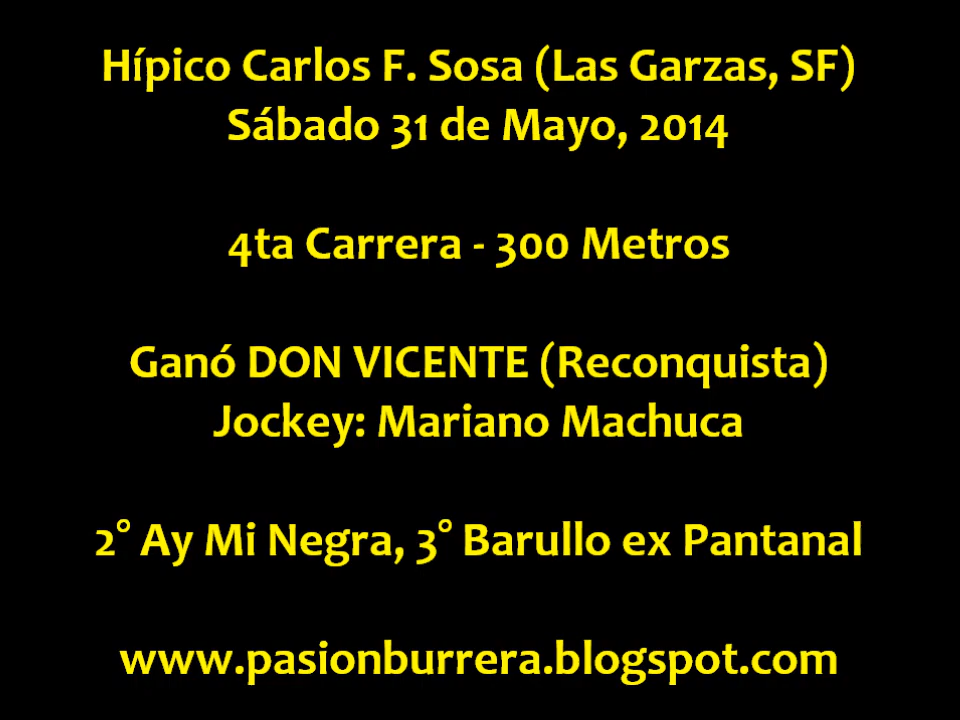 Hípico Carlos F. Sosa (Las Garzas, SF)
Sábado 31 de Mayo, 2014
4ta Carrera - 300 Metros
Ganó DON VICENTE (Reconquista)
Jockey: Mariano Machuca
2° Ay Mi Negra, 3° Barullo ex Pantanal
www.pasionburrera.blogspot.com